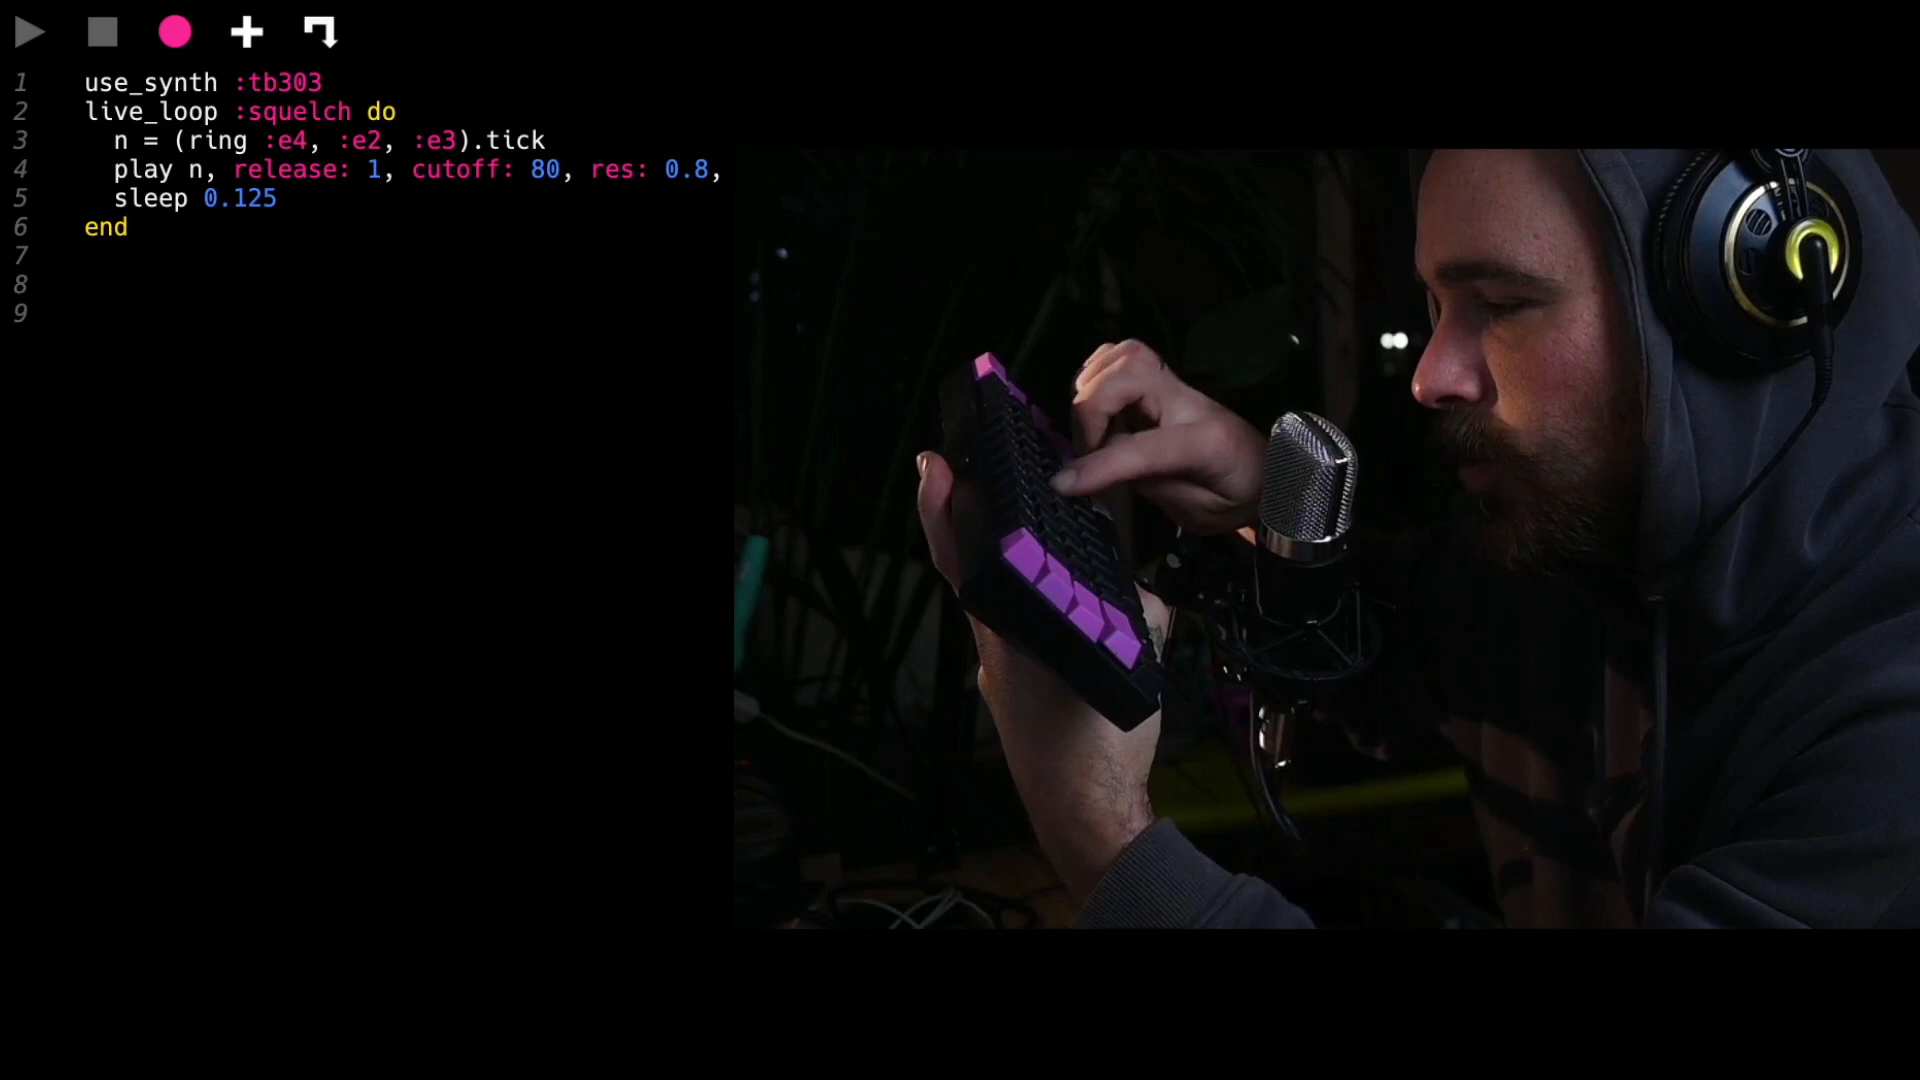 1 use_synth :tb303
2 live_loop :squelch do
3 n = (ring :e4, :e2, :e3).tick
4 play n, release: 1, cutoff: 80, res: 0.8,
5 sleep 0.125
6 end
7
8
9